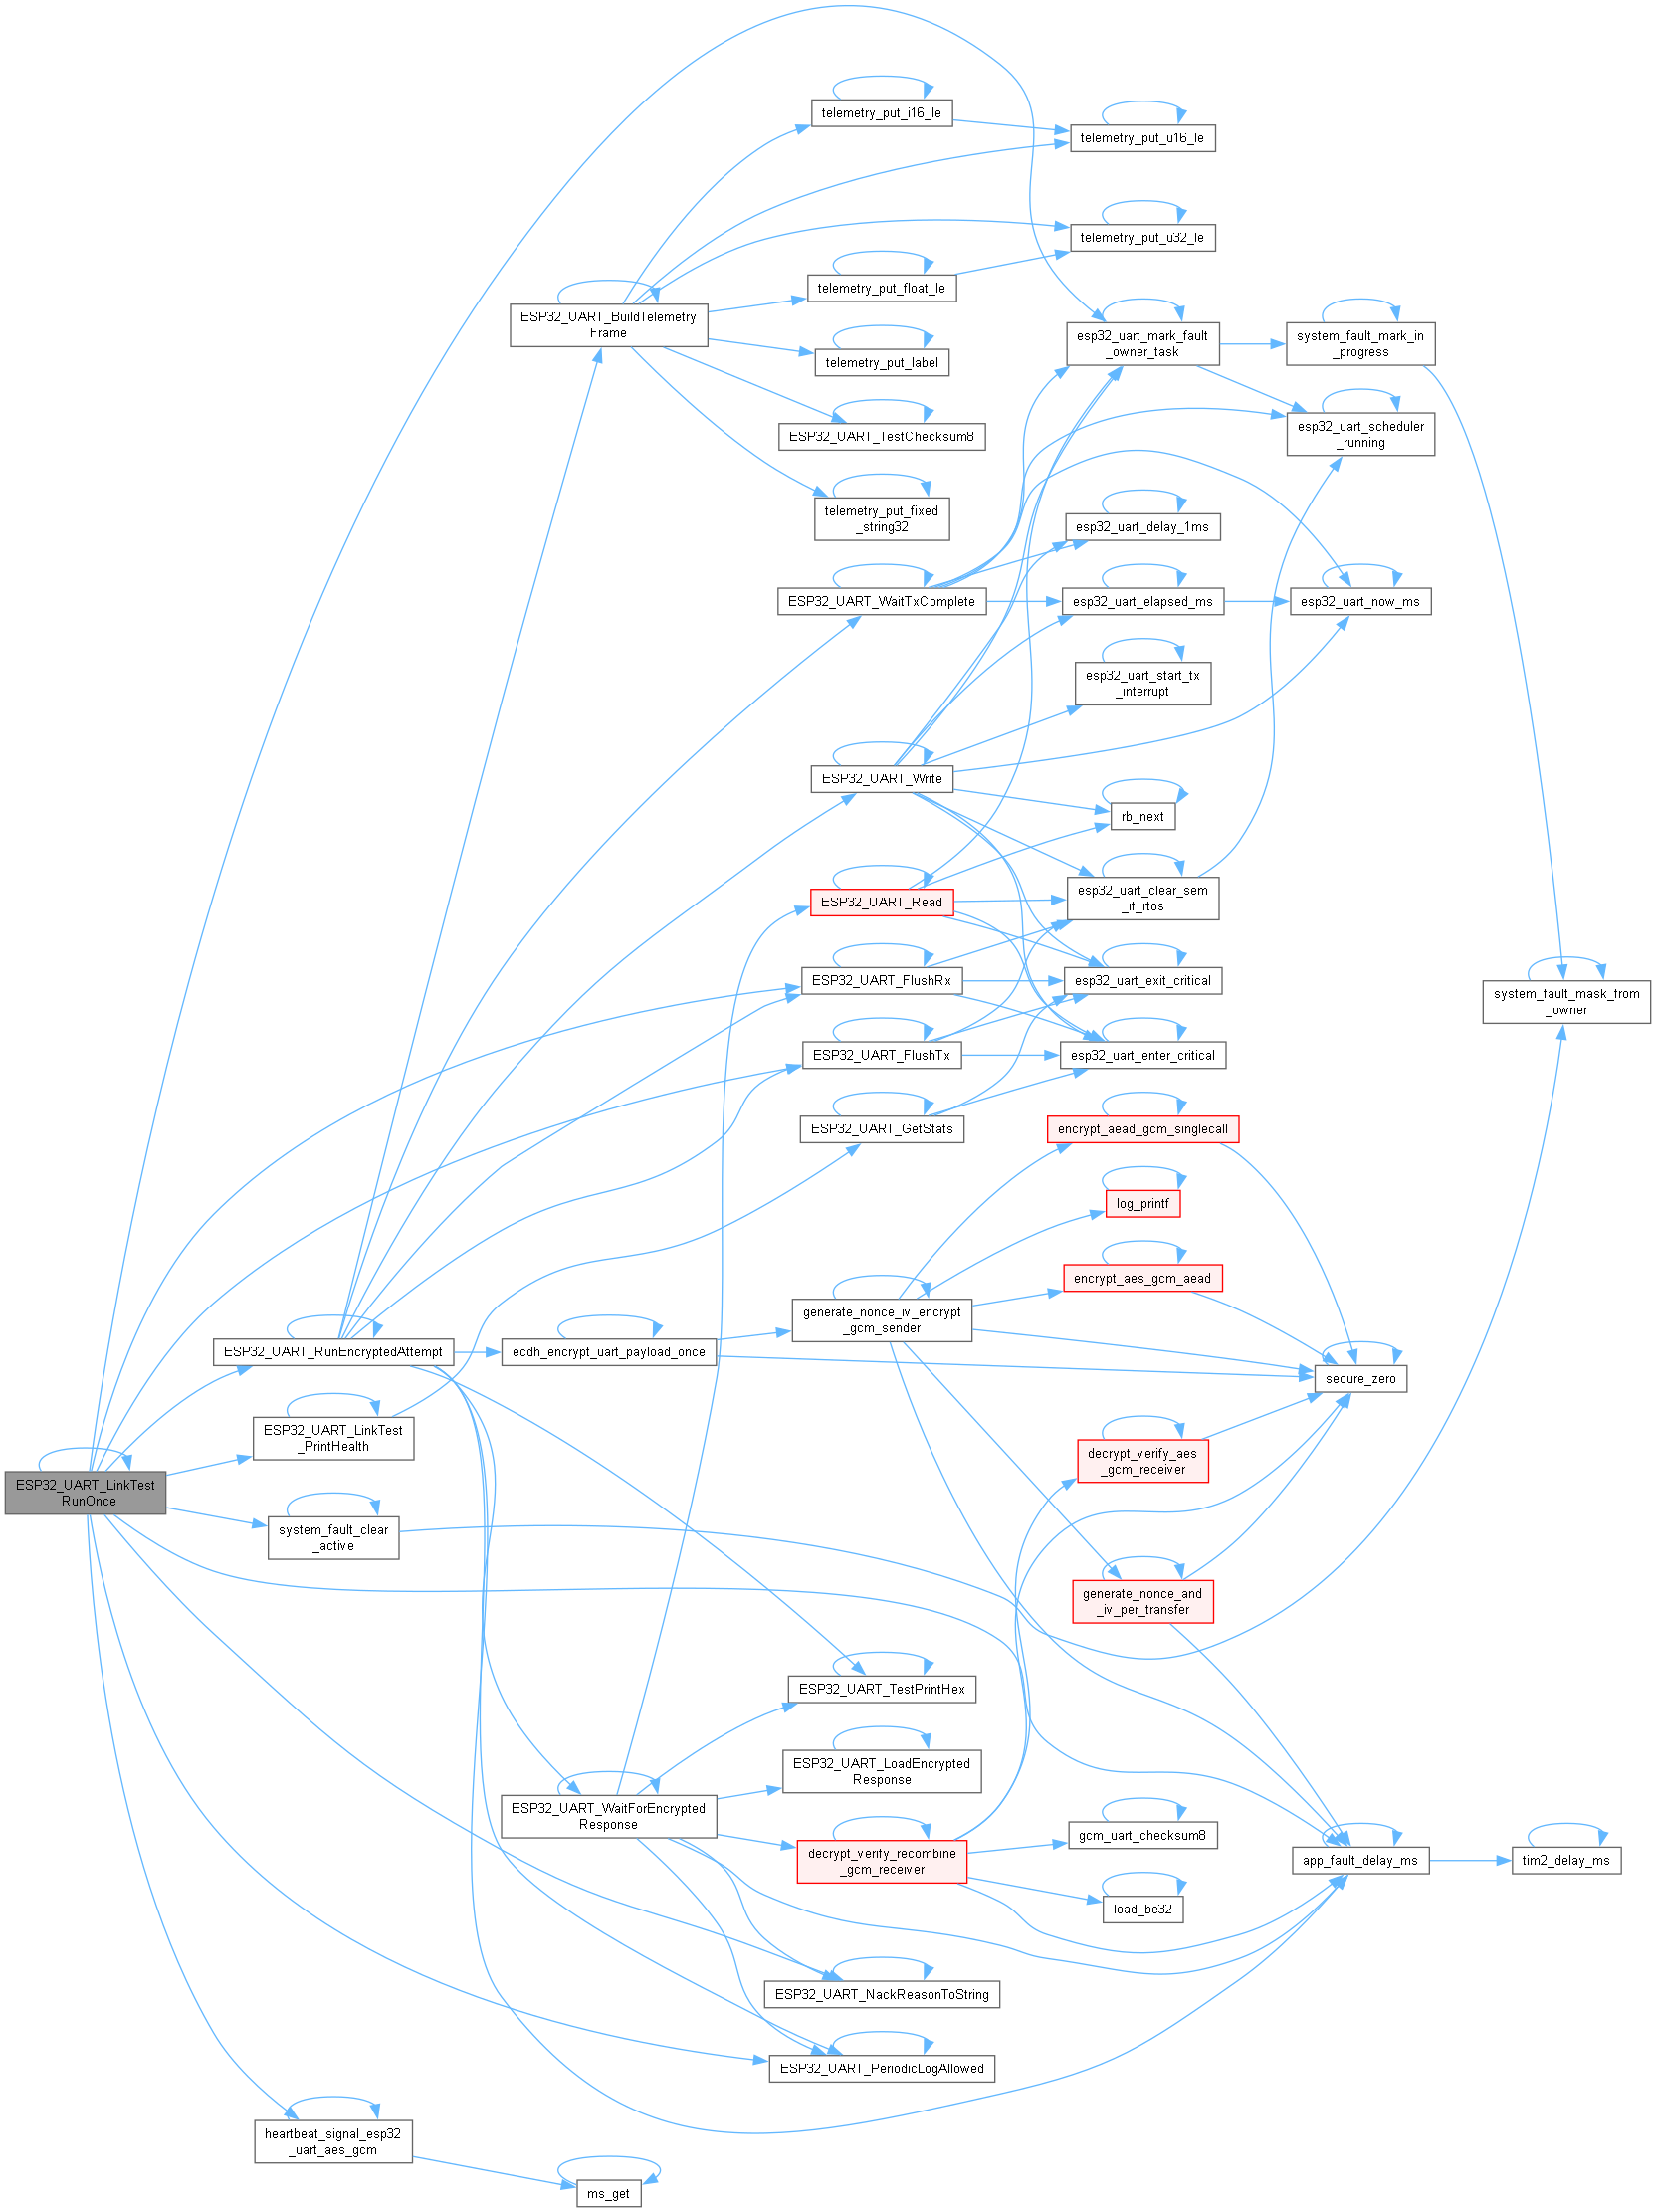 telemetry_put_i16_le
telemetry_put_u16_le
telemetry_put_u32_le
telemetry_put_float_le
ESP32_UART_BuildTelemetry
Frame
esp32_uart_mark_fault
_owner_task
system_fault_mark_in
_progress
telemetry_put_label
ESP32_UART_TestChecksum8
esp32_uart_scheduler
_running
telemetry_put_fixed
_string32
esp32_uart_delay_1ms
ESP32_UART_WaitTxComplete
esp32_uart_elapsed_ms
esp32_uart_now_ms
esp32_uart_start_tx
_interrupt
ESP32_UART_Write
rb_next
ESP32_UART_Read
esp32_uart_clear_sem
_if_rtos
ESP32_UART_FlushRx
esp32_uart_exit_critical
system_fault_mask_from
_owner
ESP32_UART_FlushTx
esp32_uart_enter_critical
ESP32_UART_GetStats
encrypt_aead_gcm_singlecall
log_printf
encrypt_aes_gcm_aead
generate_nonce_iv_encrypt
_gcm_sender
ESP32_UART_RunEncryptedAttempt
ecdh_encrypt_uart_payload_once
secure_zero
ESP32_UART_LinkTest
_PrintHealth
decrypt_verify_aes
_gcm_receiver
ESP32_UART_LinkTest
_RunOnce
system_fault_clear
_active
generate_nonce_and
_iv_per_transfer
ESP32_UART_TestPrintHex
ESP32_UART_LoadEncrypted
Response
ESP32_UART_WaitForEncrypted
Response
gcm_uart_checksum8
decrypt_verify_recombine
_gcm_receiver
app_fault_delay_ms
tim2_delay_ms
load_be32
ESP32_UART_NackReasonToString
ESP32_UART_PeriodicLogAllowed
heartbeat_signal_esp32
_uart_aes_gcm
ms_get